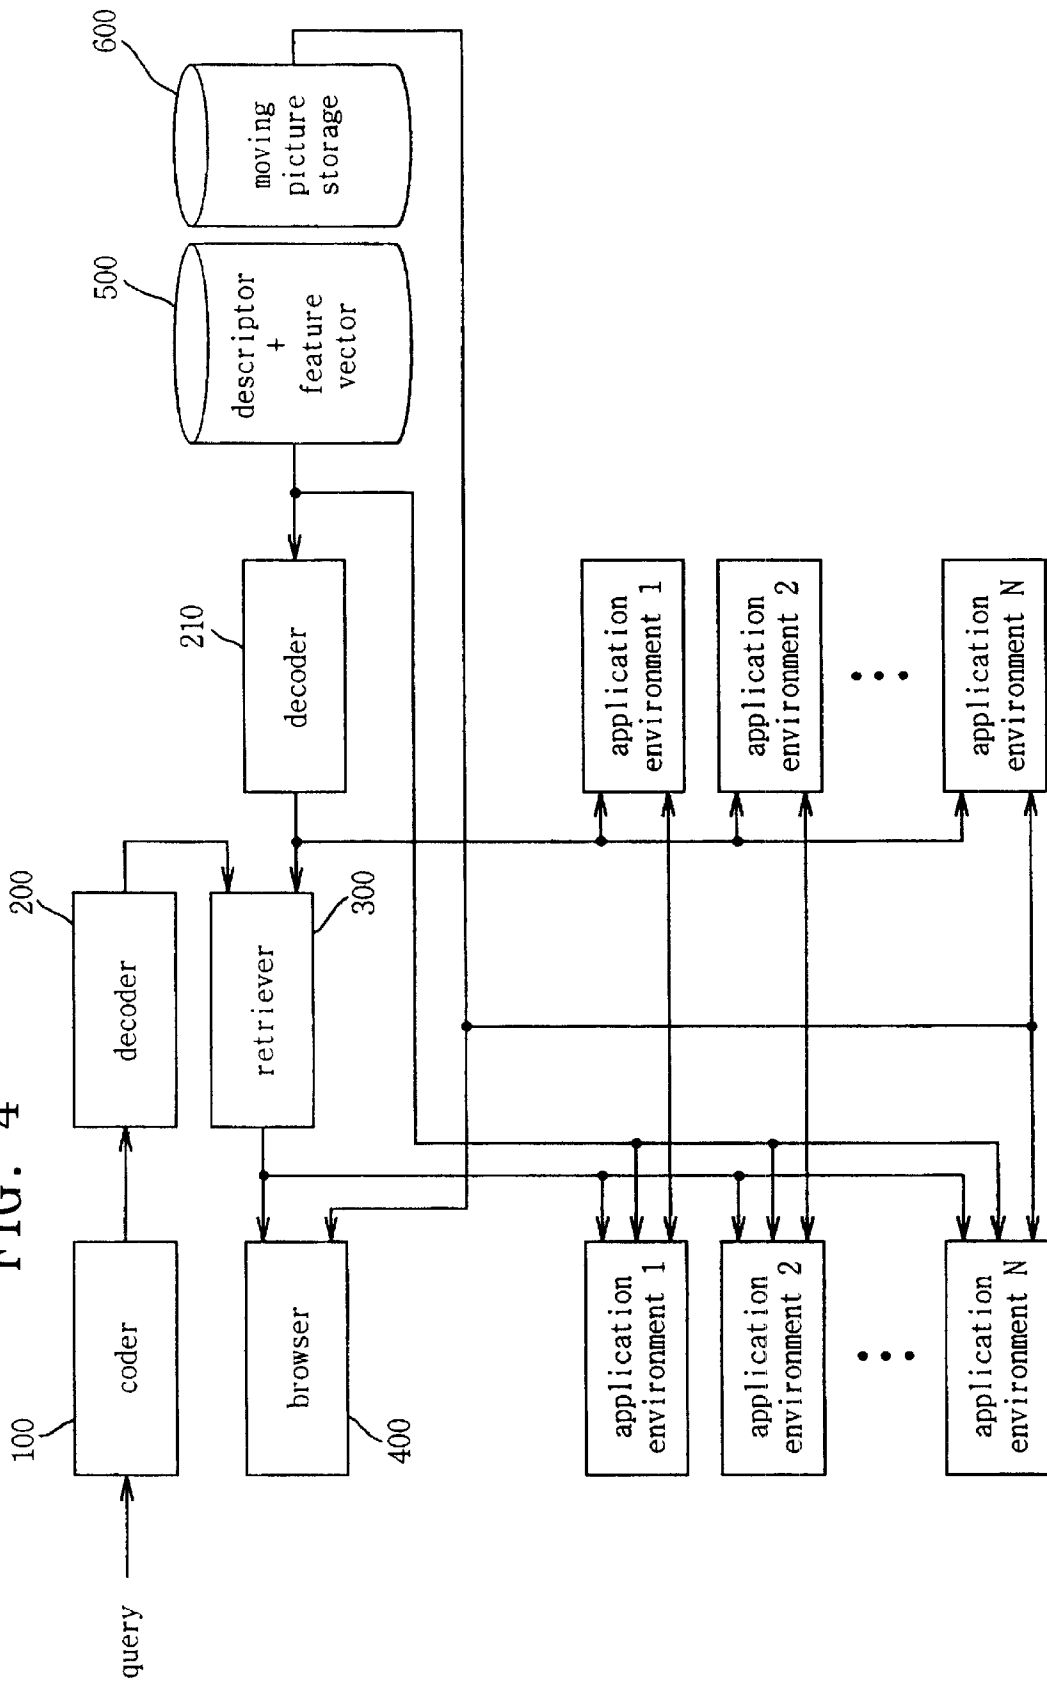 FIG. 4
query
100
coder
200
decoder
400
browser
300
retriever
210
decoder
500
descriptor
+
feature
vector
600
moving
picture
storage
application
environment 1
application
environment 2
application
environment N
application
environment 1
application
environment 2
application
environment N